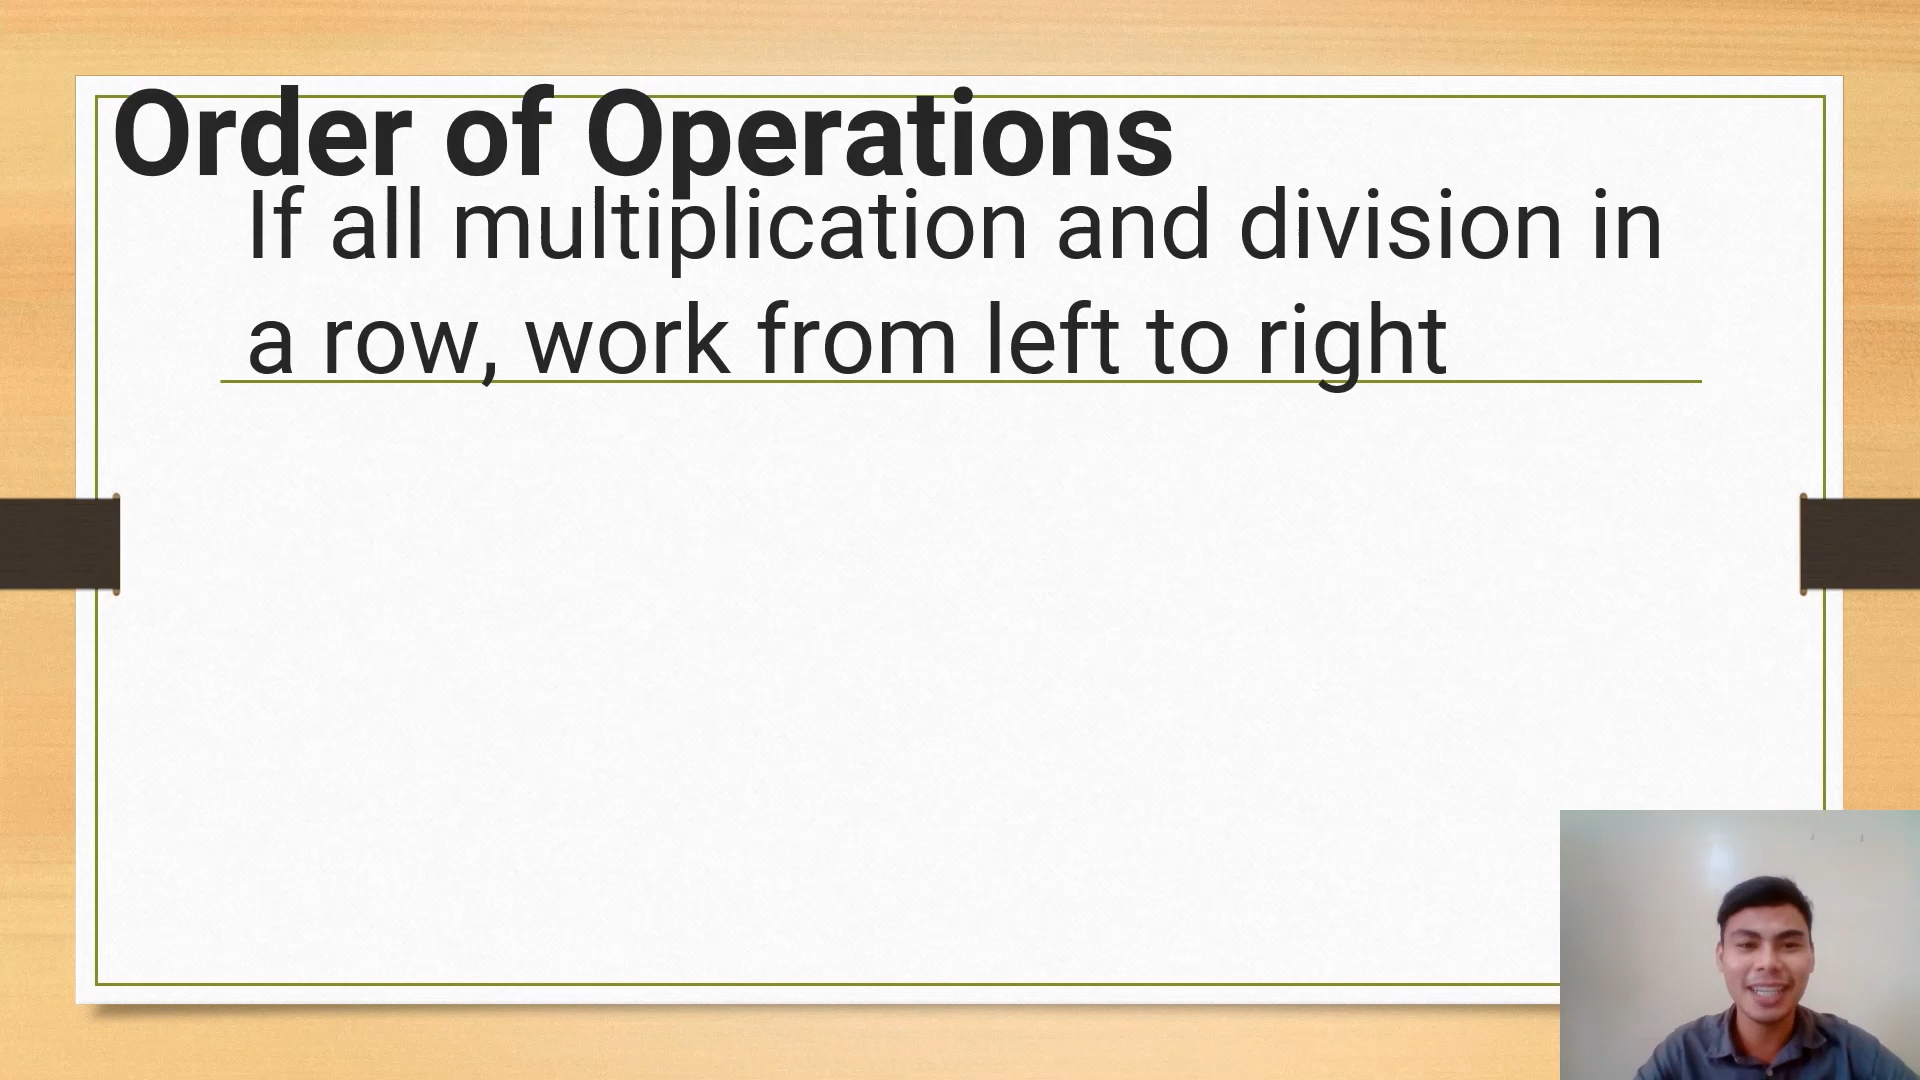 Order of Operations
If all multiplication and division in
a row, work from left to right